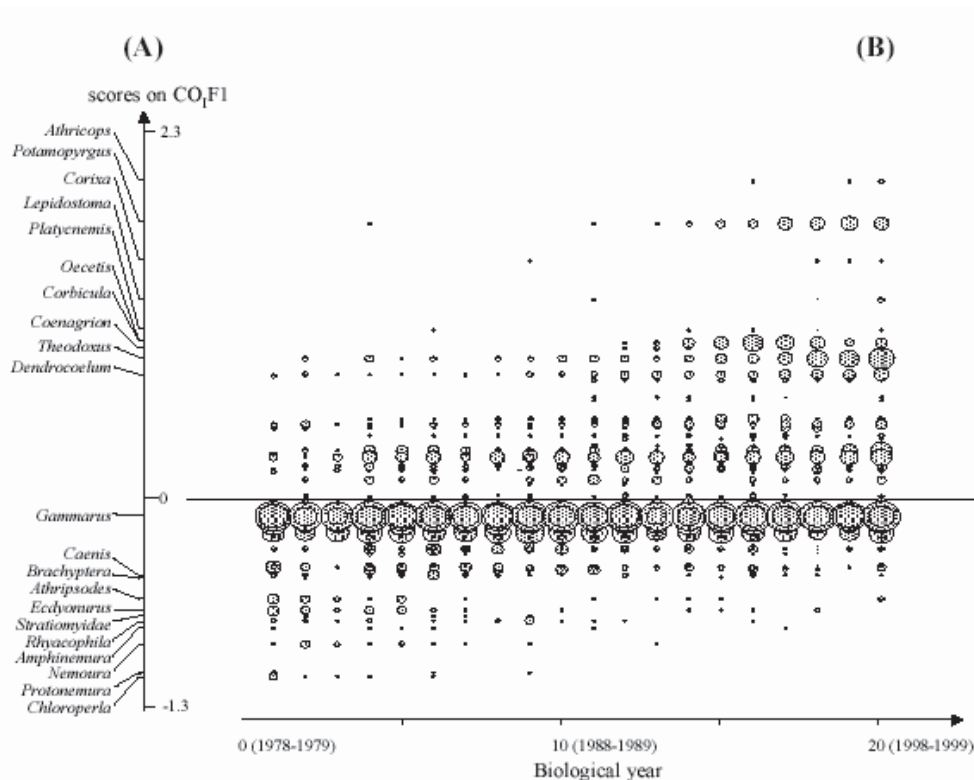 (A)
(B)
scores on CO_IF1
Athricops
2.3
Potamopyrgus
Corixa
Lepidostoma
Platycnemis
Oecetis
Corbicula
Coenagrion
Theodoxus
Dendrocoelum
0
Gammarus
Caenis
Brachyptera
Athripsodes
Ecdyonurus
Stratiomyidae
Rhyacophila
Amphinemura
Nemoura
Protonemura
Chloroperla
-1.3
0 (1978-1979)
10 (1988-1989)
20 (1998-1999)
Biological year